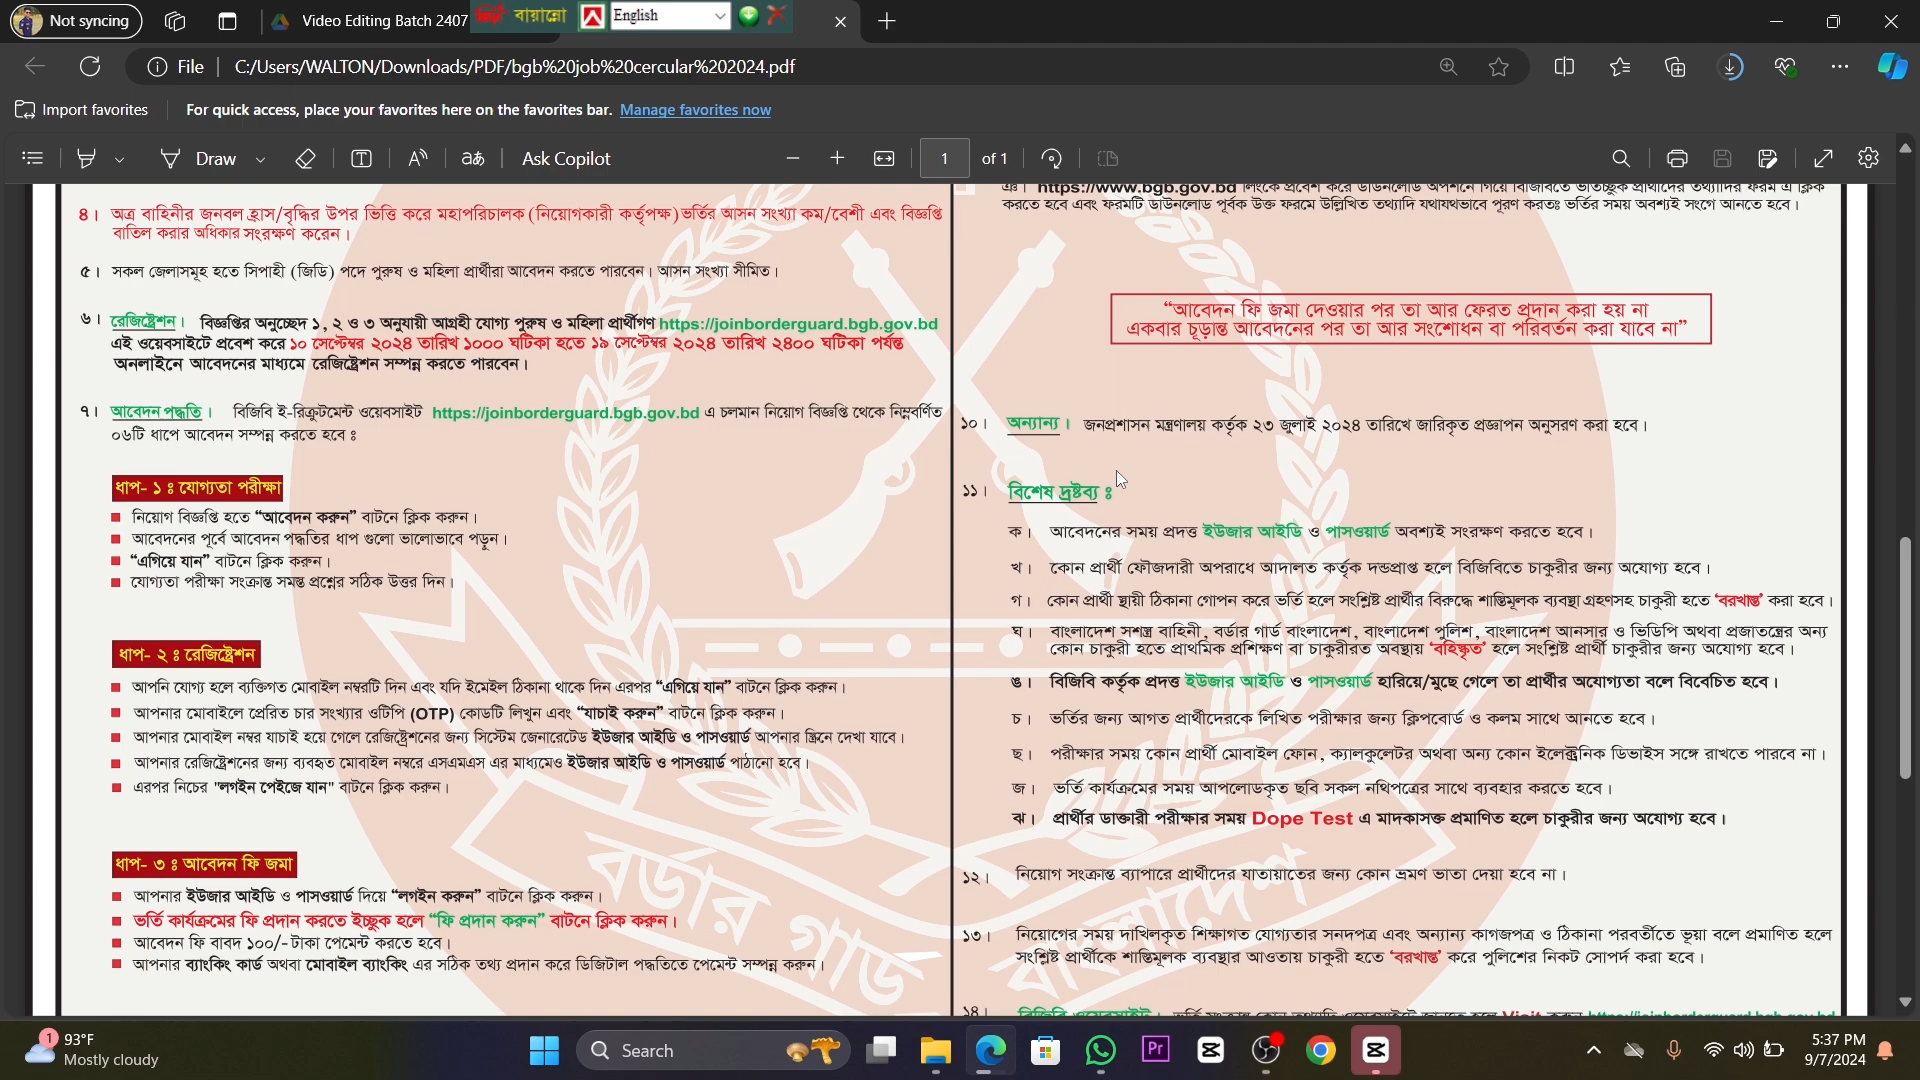 Not syncing
Video Editing Batch 2407
বায়ান্নো
English
File
C:/Users/WALTON/Downloads/PDF/bgb%20job%20cercular%202024.pdf
Import favorites
For quick access, place your favorites here on the favorites bar. Manage favorites now
Draw
Ask Copilot
1 of 1
৪। অত্র বাহিনীর জনবল হ্রাস/বৃদ্ধির উপর ভিত্তি করে মহাপরিচালক (নিয়োগকারী কর্তৃপক্ষ) ভর্তির আসন সংখ্যা কম/বেশী এবং বিজ্ঞপ্তি
বাতিল করার অধিকার সংরক্ষণ করেন।
৫। সকল জেলাসমূহ হতে সিপাহী (জিডি) পদে পুরুষ ও মহিলা প্রার্থীরা আবেদন করতে পারবেন। আসন সংখ্যা সীমিত।
৬। রেজিষ্ট্রেশন। বিজ্ঞপ্তির অনুচ্ছেদ ১, ২ ও ৩ অনুযায়ী আগ্রহী যোগ্য পুরুষ ও মহিলা প্রার্থীগণ https://joinborderguard.bgb.gov.bd
এই ওয়েবসাইটে প্রবেশ করে ১০ সেপ্টেম্বর ২০২৪ তারিখ ১০০০ ঘটিকা হতে ১৯ সেপ্টেম্বর ২০২৪ তারিখ ২৪০০ ঘটিকা পর্যন্ত
অনলাইনে আবেদনের মাধ্যমে রেজিষ্ট্রেশন সম্পন্ন করতে পারবেন।
৭। আবেদন পদ্ধতি। বিজিবি ই-রিক্রুটমেন্ট ওয়েবসাইট https://joinborderguard.bgb.gov.bd এ চলমান নিয়োগ বিজ্ঞপ্তি থেকে নিম্নবর্ণিত
০৬টি ধাপে আবেদন সম্পন্ন করতে হবে ঃ
ধাপ- ১ ঃ যোগ্যতা পরীক্ষা
নিয়োগ বিজ্ঞপ্তি হতে “আবেদন করুন” বাটনে ক্লিক করুন।
আবেদনের পূর্বে আবেদন পদ্ধতির ধাপ গুলো ভালোভাবে পড়ুন।
“এগিয়ে যান” বাটনে ক্লিক করুন।
যোগ্যতা পরীক্ষা সংক্রান্ত সমস্ত প্রশ্নের সঠিক উত্তর দিন।
ধাপ- ২ ঃ রেজিষ্ট্রেশন
আপনি যোগ্য হলে ব্যক্তিগত মোবাইল নম্বরটি দিন এবং যদি ইমেইল ঠিকানা থাকে দিন এরপর “এগিয়ে যান” বাটনে ক্লিক করুন।
আপনার মোবাইলে প্রেরিত চার সংখ্যার ওটিপি (OTP) কোডটি লিখুন এবং “যাচাই করুন” বাটনে ক্লিক করুন।
আপনার মোবাইল নম্বর যাচাই হয়ে গেলে রেজিষ্ট্রেশনের জন্য সিস্টেম জেনারেটেড ইউজার আইডি ও পাসওয়ার্ড আপনার স্ক্রিনে দেখা যাবে।
আপনার রেজিষ্ট্রেশনের জন্য ব্যবহৃত মোবাইল নম্বরে এসএমএস এর মাধ্যমেও ইউজার আইডি ও পাসওয়ার্ড পাঠানো হবে।
এরপর নিচের "লগইন পেইজে যান" বাটনে ক্লিক করুন।
ধাপ- ৩ ঃ আবেদন ফি জমা
আপনার ইউজার আইডি ও পাসওয়ার্ড দিয়ে “লগইন করুন” বাটনে ক্লিক করুন।
ভর্তি কার্যক্রমের ফি প্রদান করতে ইচ্ছুক হলে “ফি প্রদান করুন” বাটনে ক্লিক করুন।
আবেদন ফি বাবদ ১০০/- টাকা পেমেন্ট করতে হবে।
আপনার ব্যাংকিং কার্ড অথবা মোবাইল ব্যাংকিং এর সঠিক তথ্য প্রদান করে ডিজিটাল পদ্ধতিতে পেমেন্ট সম্পন্ন করুন।
ঞ। https://www.bgb.gov.bd লিংকে প্রবেশ করে ডাউনলোড অপশনে গিয়ে বিজিবিতে ভর্তিচ্ছুক প্রার্থীদের তথ্যাদির ফরম এ ক্লিক
করতে হবে এবং ফরমটি ডাউনলোড পূর্বক উক্ত ফরমে উল্লিখিত তথ্যাদি যথাযথভাবে পূরণ করতঃ ভর্তির সময় অবশ্যই সংগে আনতে হবে।
“আবেদন ফি জমা দেওয়ার পর তা আর ফেরত প্রদান করা হয় না
একবার চূড়ান্ত আবেদনের পর তা আর সংশোধন বা পরিবর্তন করা যাবে না”
১০। অন্যান্য। জনপ্রশাসন মন্ত্রণালয় কর্তৃক ২৩ জুলাই ২০২৪ তারিখে জারিকৃত প্রজ্ঞাপন অনুসরণ করা হবে।
১১। বিশেষ দ্রষ্টব্য ঃ
ক। আবেদনের সময় প্রদত্ত ইউজার আইডি ও পাসওয়ার্ড অবশ্যই সংরক্ষণ করতে হবে।
খ। কোন প্রার্থী ফৌজদারী অপরাধে আদালত কর্তৃক দন্ডপ্রাপ্ত হলে বিজিবিতে চাকুরীর জন্য অযোগ্য হবে।
গ। কোন প্রার্থী স্থায়ী ঠিকানা গোপন করে ভর্তি হলে সংশ্লিষ্ট প্রার্থীর বিরুদ্ধে শাস্তিমূলক ব্যবস্থা গ্রহণসহ চাকুরী হতে ‘বরখাস্ত’ করা হবে।
ঘ। বাংলাদেশ সশস্ত্র বাহিনী, বর্ডার গার্ড বাংলাদেশ, বাংলাদেশ পুলিশ, বাংলাদেশ আনসার ও ভিডিপি অথবা প্রজাতন্ত্রের অন্য
কোন চাকুরী হতে প্রাথমিক প্রশিক্ষণ বা চাকুরীরত অবস্থায় ‘বহিষ্কৃত’ হলে সংশ্লিষ্ট প্রার্থী চাকুরীর জন্য অযোগ্য হবে।
ঙ। বিজিবি কর্তৃক প্রদত্ত ইউজার আইডি ও পাসওয়ার্ড হারিয়ে/মুছে গেলে তা প্রার্থীর অযোগ্যতা বলে বিবেচিত হবে।
চ। ভর্তির জন্য আগত প্রার্থীদেরকে লিখিত পরীক্ষার জন্য ক্লিপবোর্ড ও কলম সাথে আনতে হবে।
ছ। পরীক্ষার সময় কোন প্রার্থী মোবাইল ফোন, ক্যালকুলেটর অথবা অন্য কোন ইলেক্ট্রনিক ডিভাইস সঙ্গে রাখতে পারবে না।
জ। ভর্তি কার্যক্রমের সময় আপলোডকৃত ছবি সকল নথিপত্রের সাথে ব্যবহার করতে হবে।
ঝ। প্রার্থীর ডাক্তারী পরীক্ষার সময় Dope Test এ মাদকাসক্ত প্রমাণিত হলে চাকুরীর জন্য অযোগ্য হবে।
১২। নিয়োগ সংক্রান্ত ব্যাপারে প্রার্থীদের যাতায়াতের জন্য কোন ভ্রমণ ভাতা দেয়া হবে না।
১৩। নিয়োগের সময় দাখিলকৃত শিক্ষাগত যোগ্যতার সনদপত্র এবং অন্যান্য কাগজপত্র ও ঠিকানা পরবর্তীতে ভূয়া বলে প্রমাণিত হলে
সংশ্লিষ্ট প্রার্থীকে শাস্তিমূলক ব্যবস্থার আওতায় চাকুরী হতে ‘বরখাস্ত’ করে পুলিশের নিকট সোপর্দ করা হবে।
১৪। বিজিবি ওয়েবসাইট।
বর্ডার গার্ড বাংলাদেশ
93°F
Mostly cloudy
Search
5:37 PM
9/7/2024